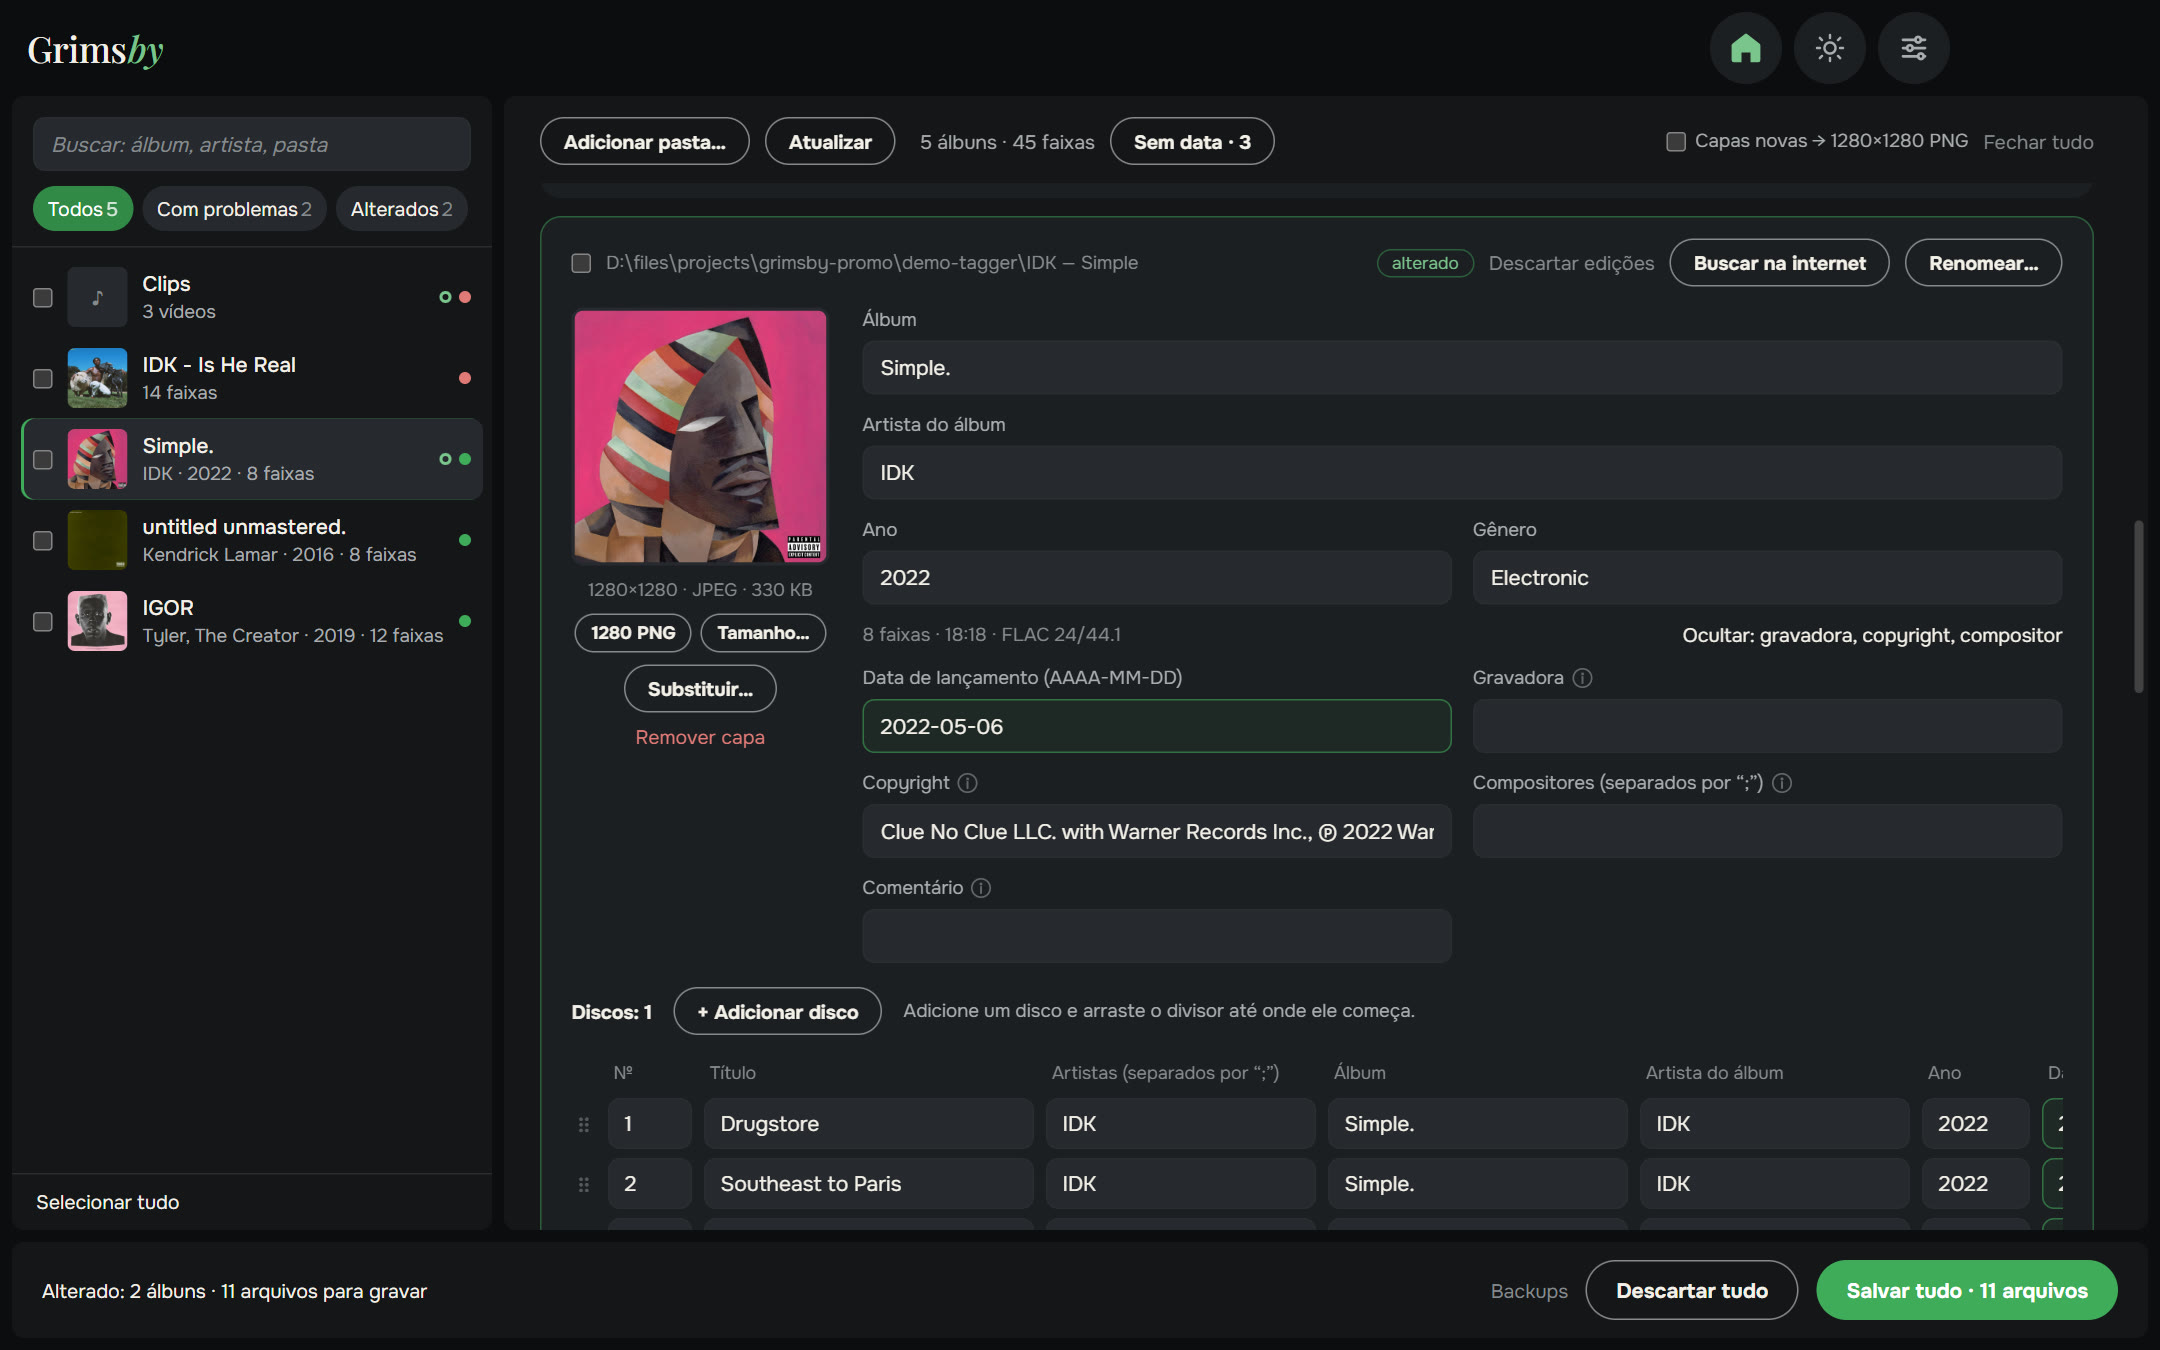 Grimsby
Buscar: álbum, artista, pasta
Todos 5
Com problemas 2
Alterados 2
Clips
3 vídeos
IDK - Is He Real
14 faixas
Simple.
IDK · 2022 · 8 faixas
untitled unmastered.
Kendrick Lamar · 2016 · 8 faixas
IGOR
Tyler, The Creator · 2019 · 12 faixas
Selecionar tudo
Adicionar pasta...
Atualizar
5 álbuns · 45 faixas
Sem data · 3
Capas novas → 1280×1280 PNG
Fechar tudo
D:\files\projects\grimsby-promo\demo-tagger\IDK – Simple
alterado
Descartar edições
Buscar na internet
Renomear...
PARENTAL
ADVISORY
EXPLICIT CONTENT
1280×1280 · JPEG · 330 KB
1280 PNG
Tamanho...
Substituir...
Remover capa
Álbum
Simple.
Artista do álbum
IDK
Ano
2022
Gênero
Electronic
8 faixas · 18:18 · FLAC 24/44.1
Ocultar: gravadora, copyright, compositor
Data de lançamento (AAAA-MM-DD)
2022-05-06
Gravadora
Copyright
Clue No Clue LLC. with Warner Records Inc., ℗ 2022 War
Compositores (separados por “;”)
Comentário
Discos: 1
+ Adicionar disco
Adicione um disco e arraste o divisor até onde ele começa.
Nº Título Artistas (separados por “;”) Álbum Artista do álbum Ano
1 Drugstore IDK Simple. IDK 2022
2 Southeast to Paris IDK Simple. IDK 2022
Alterado: 2 álbuns · 11 arquivos para gravar
Backups
Descartar tudo
Salvar tudo · 11 arquivos